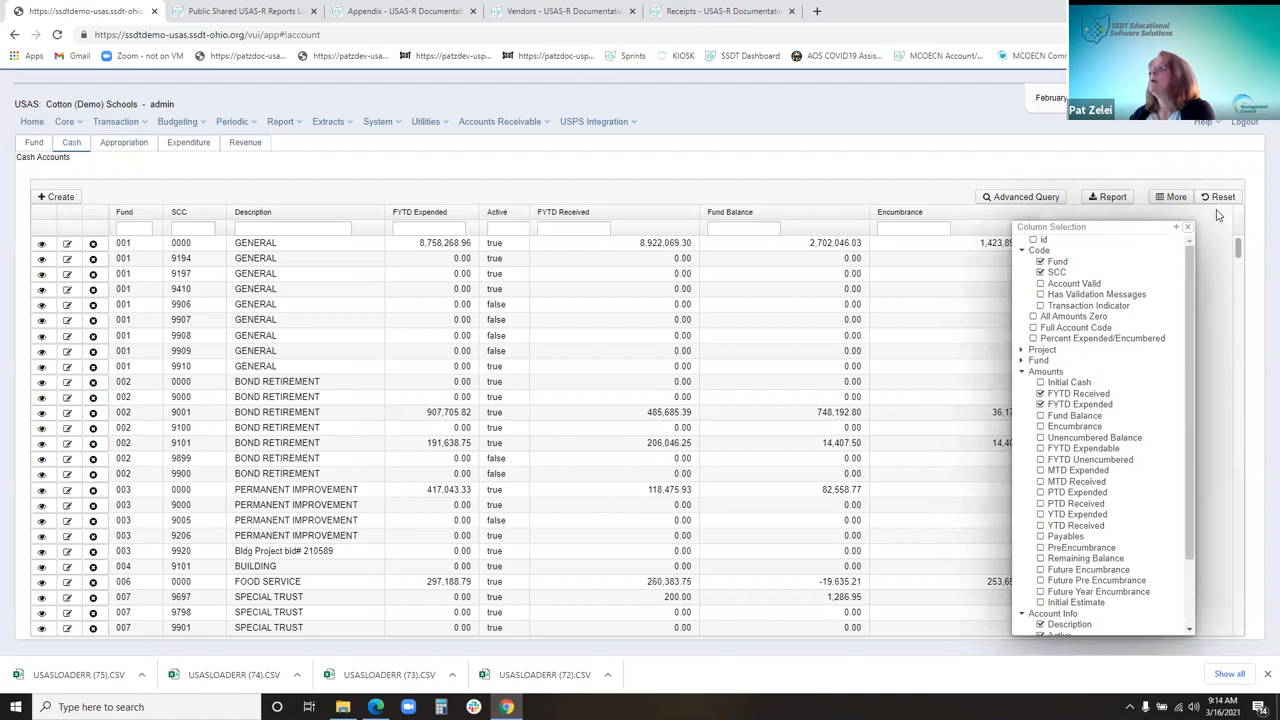 https://ssdtdemo-usas.ssdt-ohio.org/
Public Shared USAS-R Reports Li
Appendix - USAS-R Documentat
Vendors - USAS-R Documentatio
Receipts - USAS-R Documentatio
https://ssdtdemo-usas.ssdt-ohio.org/vui/app#!account
Apps
Gmail
Zoom - not on VM
https://patzdoc-usa...
https://patzdev-usa...
https://patzdoc-usp...
https://patzdev-usp...
Sprints
KIOSK
SSDT Dashboard
AOS COVID19 Assis...
MCOECN Account/...
MCOECN Comm
SSDT Educational
Software Solutions
Management
Council
Pat Zelei
USAS: Cotton (Demo) Schools - admin
February
Home
Core
Transaction
Budgeting
Periodic
Report
Extracts
System
Utilities
Accounts Receivable
USPS Integration
Help
Logout
Fund
Cash
Appropriation
Expenditure
Revenue
Cash Accounts
Create
Advanced Query
Report
More
Reset
Fund SCC Description FYTD Expended Active FYTD Received Fund Balance Encumbrance
001 0000 GENERAL 8,758,268.96 true 8,922,069.30 2,702,046.03 1,423,89
001 9194 GENERAL 0.00 true 0.00 0.00
001 9197 GENERAL 0.00 true 0.00 0.00
001 9410 GENERAL 0.00 true 0.00 0.00
001 9906 GENERAL 0.00 false 0.00 0.00
001 9907 GENERAL 0.00 false 0.00 0.00
001 9908 GENERAL 0.00 false 0.00 0.00
001 9909 GENERAL 0.00 false 0.00 0.00
001 9910 GENERAL 0.00 true 0.00 0.00
002 0000 BOND RETIREMENT 0.00 true 0.00 0.00
002 9000 BOND RETIREMENT 0.00 true 0.00 0.00
002 9001 BOND RETIREMENT 907,705.82 true 485,685.39 748,192.80 36,17
002 9100 BOND RETIREMENT 0.00 true 0.00 0.00
002 9101 BOND RETIREMENT 191,638.75 true 206,046.25 14,407.50 14,40
002 9899 BOND RETIREMENT 0.00 true 0.00 0.00
002 9900 BOND RETIREMENT 0.00 true 0.00 0.00
003 0000 PERMANENT IMPROVEMENT 417,043.33 true 118,475.93 82,558.77
003 9000 PERMANENT IMPROVEMENT 0.00 true 0.00 0.00
003 9005 PERMANENT IMPROVEMENT 0.00 false 0.00 0.00
003 9206 PERMANENT IMPROVEMENT 0.00 true 0.00 0.00
003 9920 Bldg Project bid# 210589 0.00 true 0.00 0.00
004 9101 BUILDING 0.00 true 0.00 0.00
006 0000 FOOD SERVICE 297,188.79 true 260,383.75 -19,635.21 253,65
007 9697 SPECIAL TRUST 0.00 true 200.00 1,286.95
007 9798 SPECIAL TRUST 0.00 true 0.00 0.00
007 9901 SPECIAL TRUST 0.00 true 0.00 0.00
Column Selection
id
Code
Fund
SCC
Account Valid
Has Validation Messages
Transaction Indicator
All Amounts Zero
Full Account Code
Percent Expended/Encumbered
Project
Fund
Amounts
Initial Cash
FYTD Received
FYTD Expended
Fund Balance
Encumbrance
Unencumbered Balance
FYTD Expendable
FYTD Unencumbered
MTD Expended
MTD Received
PTD Expended
PTD Received
YTD Expended
YTD Received
Payables
PreEncumbrance
Remaining Balance
Future Encumbrance
Future Pre Encumbrance
Future Year Encumbrance
Initial Estimate
Account Info
Description
Active
USASLOADERR (75).CSV
USASLOADERR (74).CSV
USASLOADERR (73).CSV
USASLOADERR (72).CSV
Show all
Type here to search
9:14 AM
3/16/2021
14